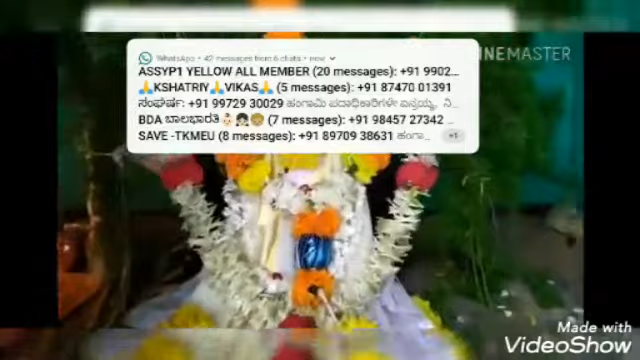 WhatsApp • 42 messages from 6 chats • now
ASSYP1 YELLOW ALL MEMBER (20 messages): +91 9902...
🙏KSHATRIY🙏VIKAS🙏 (5 messages): +91 87470 01391
ಸಂಘರ್ಷ: +91 99729 30029 ಹಂಗಾಮಿ ಪದಾಧಿಕಾರಿಗಳೇ
BDA ಬಾಲಭಾರತಿ (7 messages): +91 98457 27342 ...
SAVE -TKMEU (8 messages): +91 89709 38631 ಹಂಗಾ...
+1
INEMASTER
Made with
VideoShow